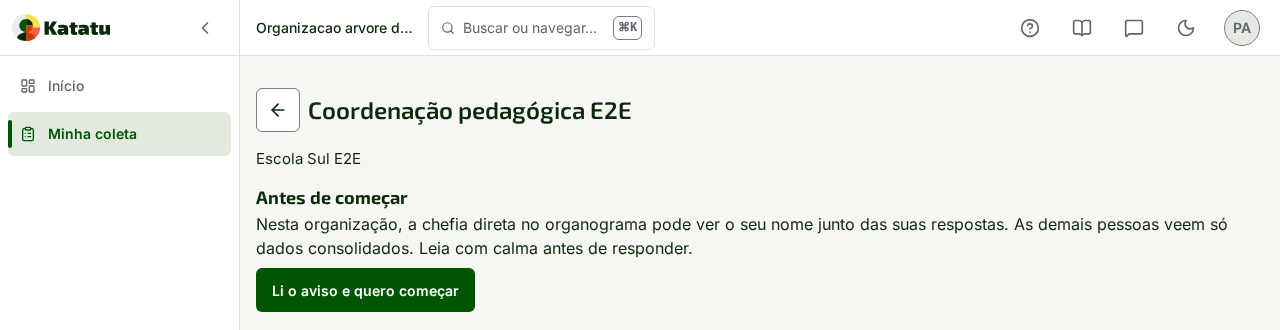 Katatu
Organizacao arvore d...
Buscar ou navegar...
⌘K
PA
Início
Minha coleta
Coordenação pedagógica E2E
Escola Sul E2E
Antes de começar
Nesta organização, a chefia direta no organograma pode ver o seu nome junto das suas respostas. As demais pessoas veem só
dados consolidados. Leia com calma antes de responder.
Li o aviso e quero começar